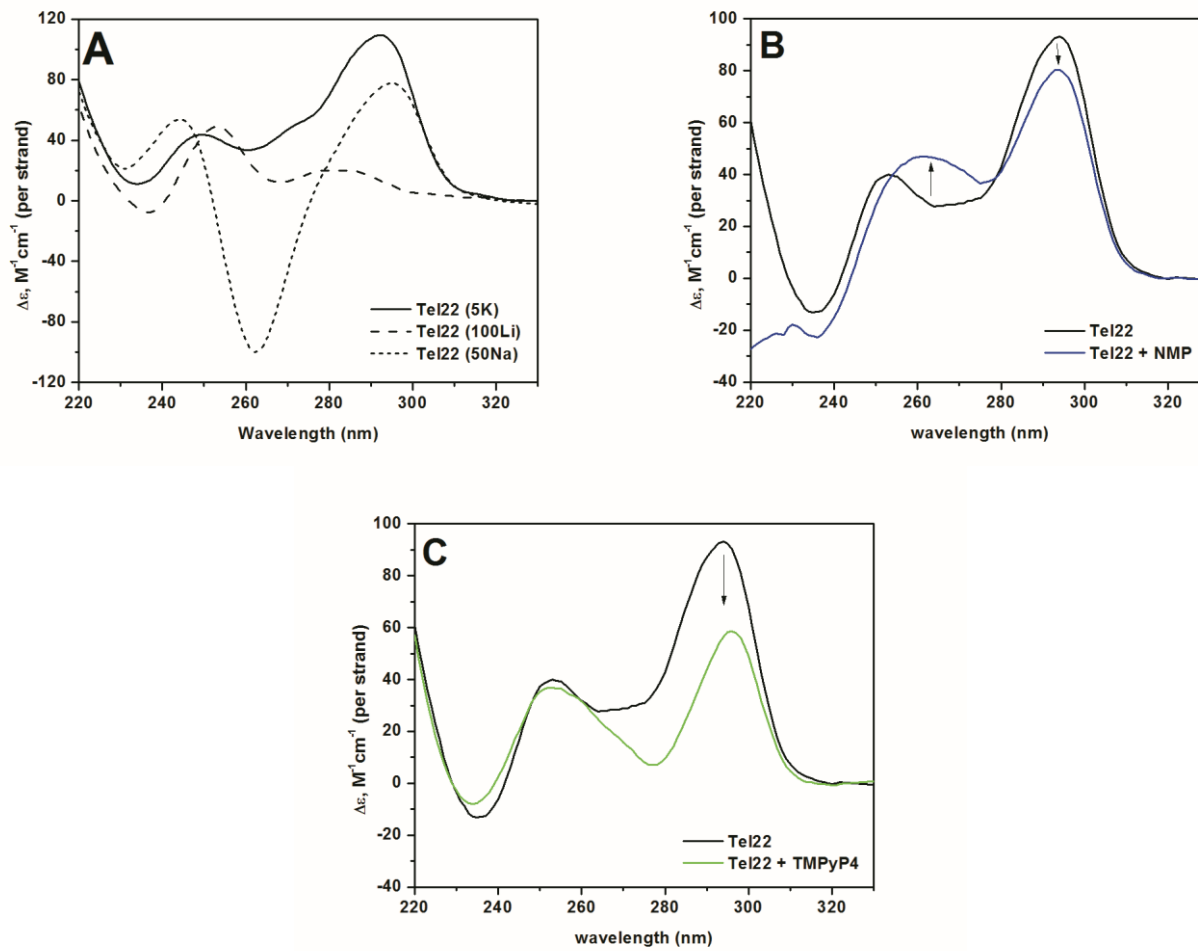 A
120
80
40
0
-40
-80
-120
220 240 260 280 300 320
Δε, M⁻¹cm⁻¹ (per strand)
Wavelength (nm)
Tel22 (5K)
Tel22 (100Li)
Tel22 (50Na)
B
100
80
60
40
20
0
-20
-40
220 240 260 280 300 320
Δε, M⁻¹cm⁻¹ (per strand)
wavelength (nm)
Tel22
Tel22 + NMP
C
100
80
60
40
20
0
-20
-40
220 240 260 280 300 320
Δε, M⁻¹cm⁻¹ (per strand)
wavelength (nm)
Tel22
Tel22 + TMPyP4